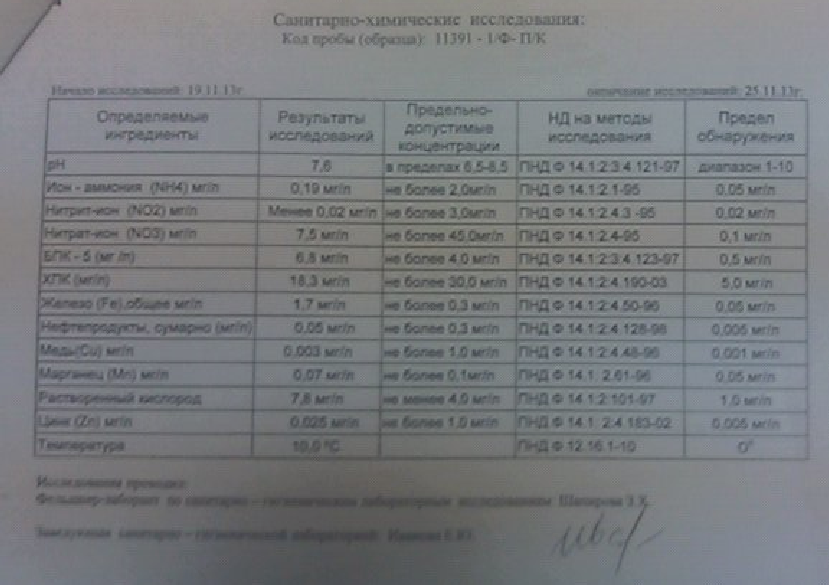 Санитарно-химические исследования:
Код пробы (образца): 11391 - 1/Ф- П/К
Начало исследований: 19.11.13г. окончание исследований: 25.11.13г.
Определяемые ингредиенты Результаты исследований Предельно-допустимые концентрации НД на методы исследования Предел обнаружения
pH 7,6 в пределах 6,5-8,5 ПНД Ф 14.1:2:3:4.121-97 диапазон 1-10
Ион - аммония (NH4) мг/л 0,19 мг/л не более 2,0мг/л ПНД Ф 14.1:2.1-95 0,05 мг/л
Нитрит-ион (NO2) мг/л Менее 0,02 мг/л не более 3,0мг/л ПНД Ф 14.1:2:4.3 -95 0,02 мг/л
Нитрат-ион (NO3) мг/л 7,5 мг/л не более 45,0мг/л ПНД Ф 14.1:2:4-95 0,1 мг/л
БПК - 5 (мг /л) 6,8 мг/л не более 4,0 мг/л ПНД Ф 14.1:2:3:4.123-97 0,5 мг/л
ХПК (мг/л) 18,3 мг/л не более 30,0 мг/л ПНД Ф 14.1:2:4.190-03 5,0 мг/л
Железо (Fe),общее мг/л 1,7 мг/л не более 0,3 мг/л ПНД Ф 14.1:2:4.50-96 0,05 мг/л
Нефтепродукты, сумарно (мг/л) 0,05 мг/л не более 0,3 мг/л ПНД Ф 14.1:2:4.128-98 0,005 мг/л
Медь(Cu) мг/л 0,003 мг/л не более 1,0 мг/л ПНД Ф 14.1:2:4.48-96 0,001 мг/л
Марганец (Mn) мг/л 0,07 мг/л не более 0,1мг/л ПНД Ф 14.1: 2.61-96 0,05 мг/л
Растворенный кислород 7,8 мг/л не менее 4,0 мг/л ПНД Ф 14.1:2.101-97 1,0 мг/л
Цинк (Zn) мг/л 0,025 мг/л не более 1,0 мг/л ПНД Ф 14.1: 2:4.183-02 0,005 мг/л
Температура 10,0 ºС ПНД Ф 12.16.1-10 0º
Исследования проводил:
Фельдшер-лаборант по санитарно – гигиеническим лабораторным исследованиям
Заведующая санитарно – гигиенической лабораторией: